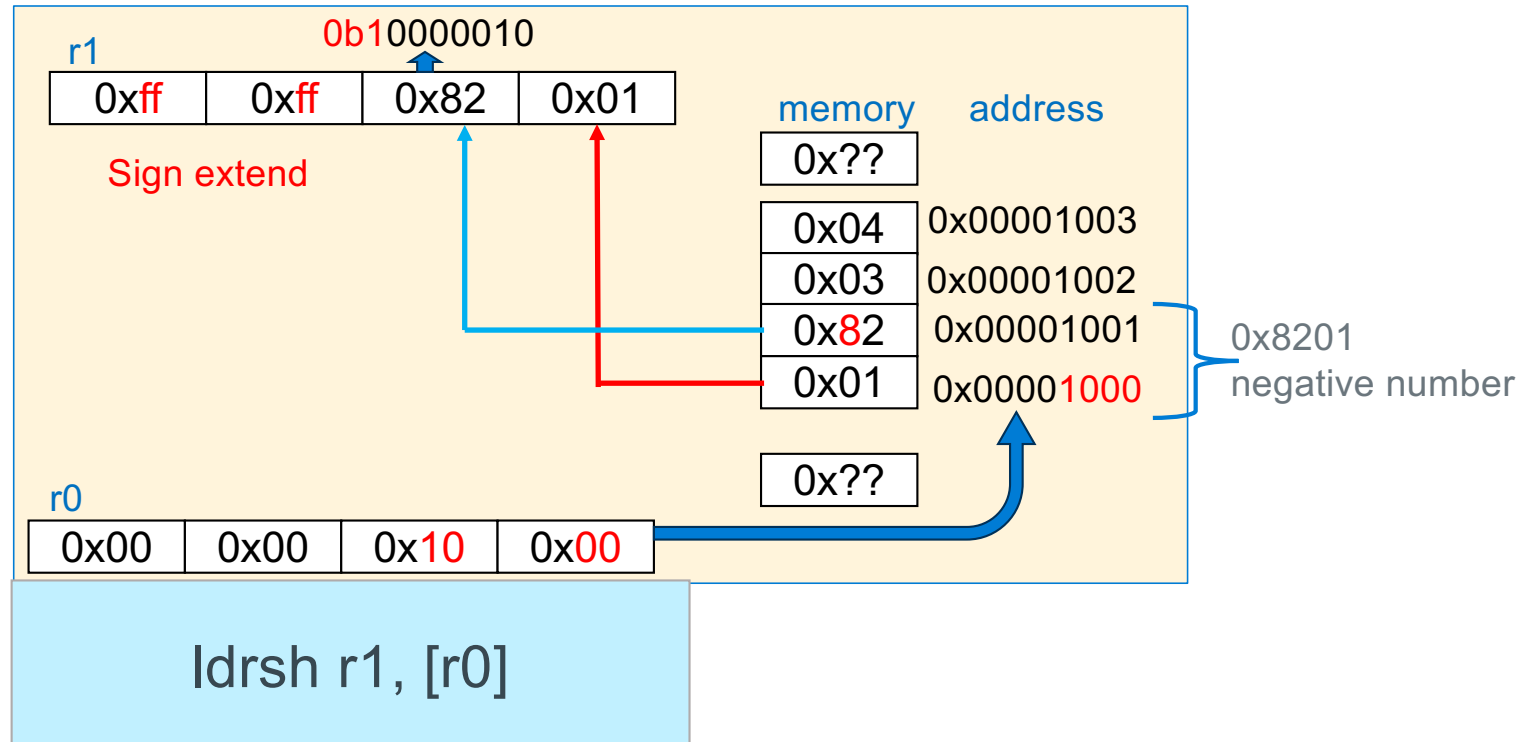 0b10000010
r1
0xff 0xff 0x82 0x01
Sign extend
memory address
0x??
0x04 0x00001003
0x03 0x00001002
0x82 0x00001001
0x01 0x00001000
0x8201
negative number
0x??
r0
0x00 0x00 0x10 0x00
ldrsh r1, [r0]